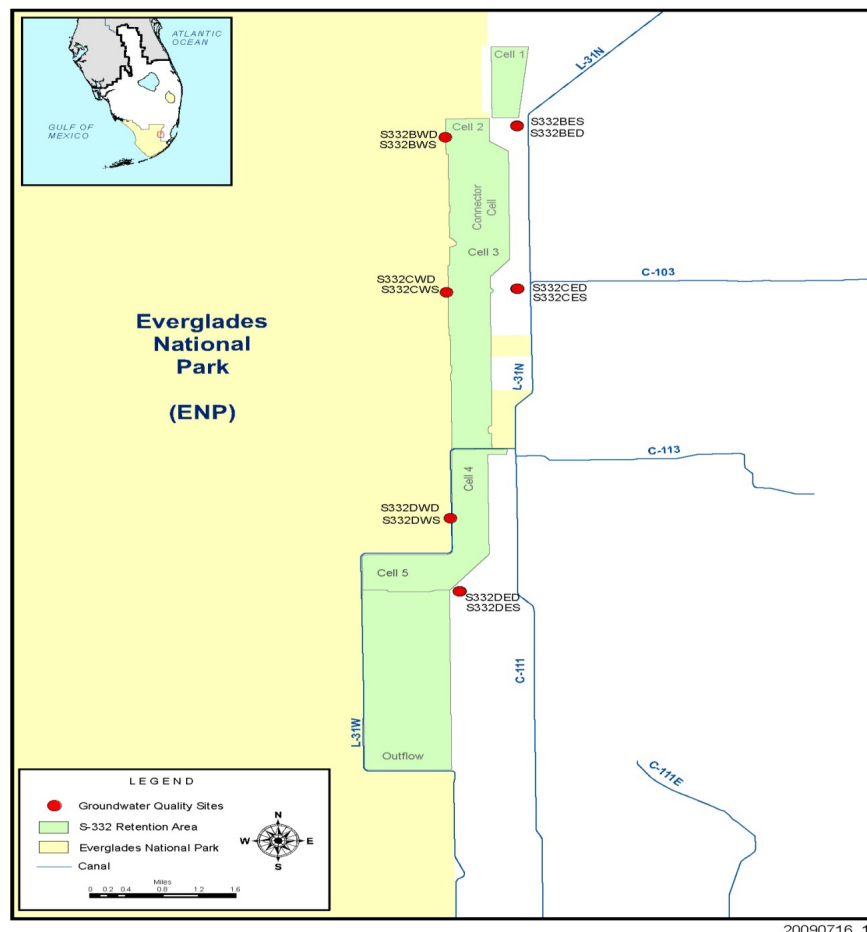 ATLANTIC
OCEAN
GULF OF
MEXICO
Cell 1
L-31N
S332BWD
S332BWS
Cell 2
S332BES
S332BED
Connector
Cell
Cell 3
S332CWD
S332CWS
S332CED
S332CES
C-103
Everglades
National
Park
(ENP)
L-31N
C-113
Cell 4
S332DWD
S332DWS
Cell 5
S332DED
S332DES
C-111
L-31W
Outflow
C-111E
LEGEND
Groundwater Quality Sites
S-332 Retention Area
Everglades National Park
Canal
N
W
E
S
Miles
0 0.2 0.4 0.8 1.2 1.6
20090716_1